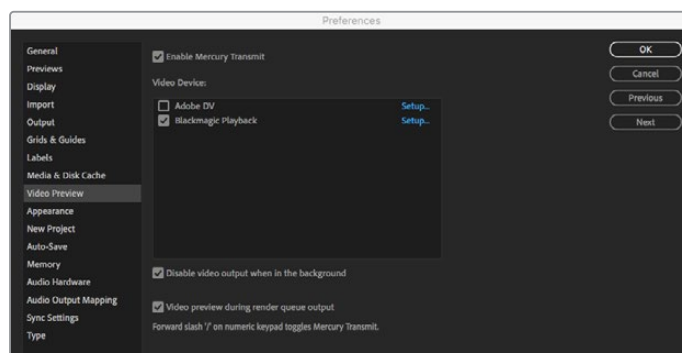 Preferences
General
Previews
Display
Import
Output
Grids & Guides
Labels
Media & Disk Cache
Video Preview
Appearance
New Project
Auto-Save
Memory
Audio Hardware
Audio Output Mapping
Sync Settings
Type
Enable Mercury Transmit
Video Device:
Adobe DV Setup...
Blackmagic Playback Setup...
Disable video output when in the background
Video preview during render queue output
Forward slash '/' on numeric keypad toggles Mercury Transmit.
OK
Cancel
Previous
Next